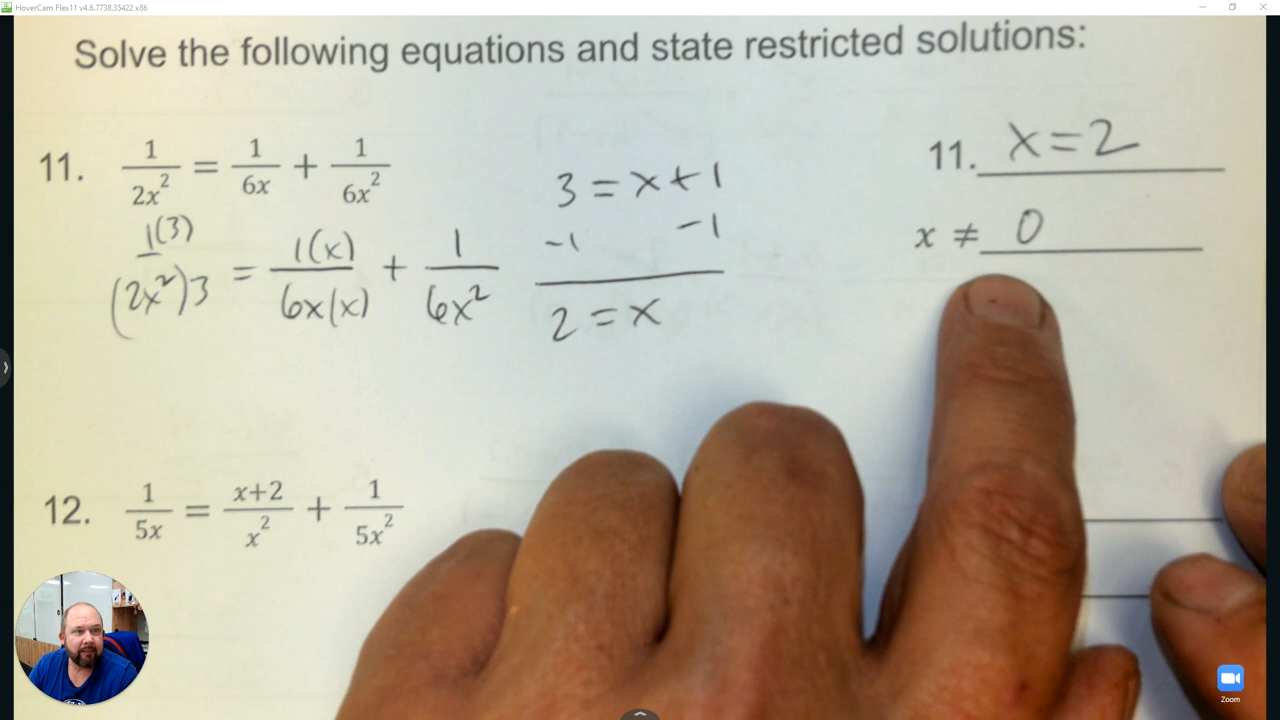 HoverCam Flex11 v4.6.7738.35422 x86
Solve the following equations and state restricted solutions:
11. 1/2x² = 1/6x + 1/6x²
1(3)/(2x²)3 = 1(x)/6x(x) + 1/6x²
3 = x+1
-1 -1
2 = x
11. x=2
x ≠ 0
12. 1/5x = x+2/x² + 1/5x²
Zoom